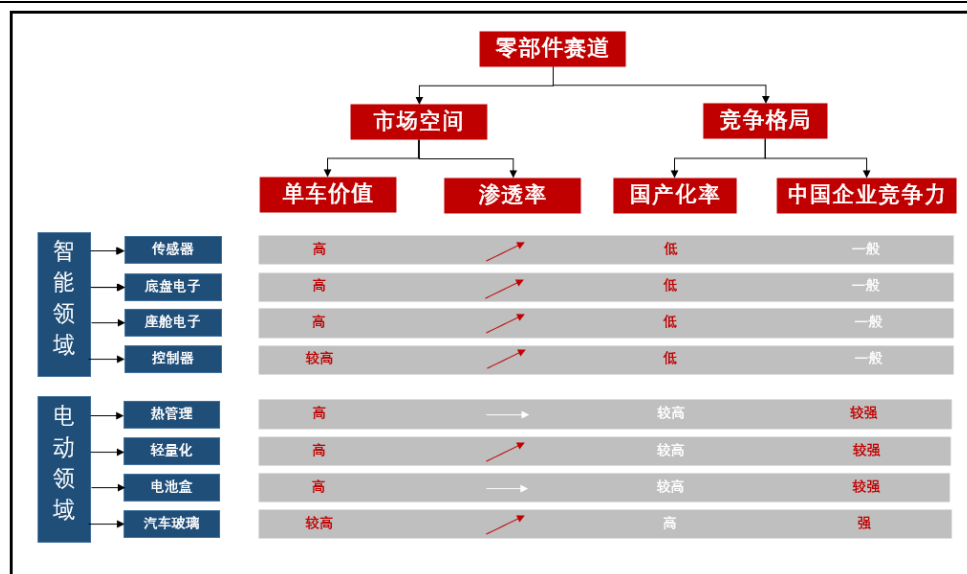 零部件赛道
市场空间
竞争格局
单车价值
渗透率
国产化率
中国企业竞争力
智能领域
传感器
高
低
一般
底盘电子
高
低
一般
座舱电子
高
低
一般
控制器
较高
低
一般
电动领域
热管理
高
较高
较强
轻量化
高
较高
较强
电池盒
高
较高
较强
汽车玻璃
较高
高
强